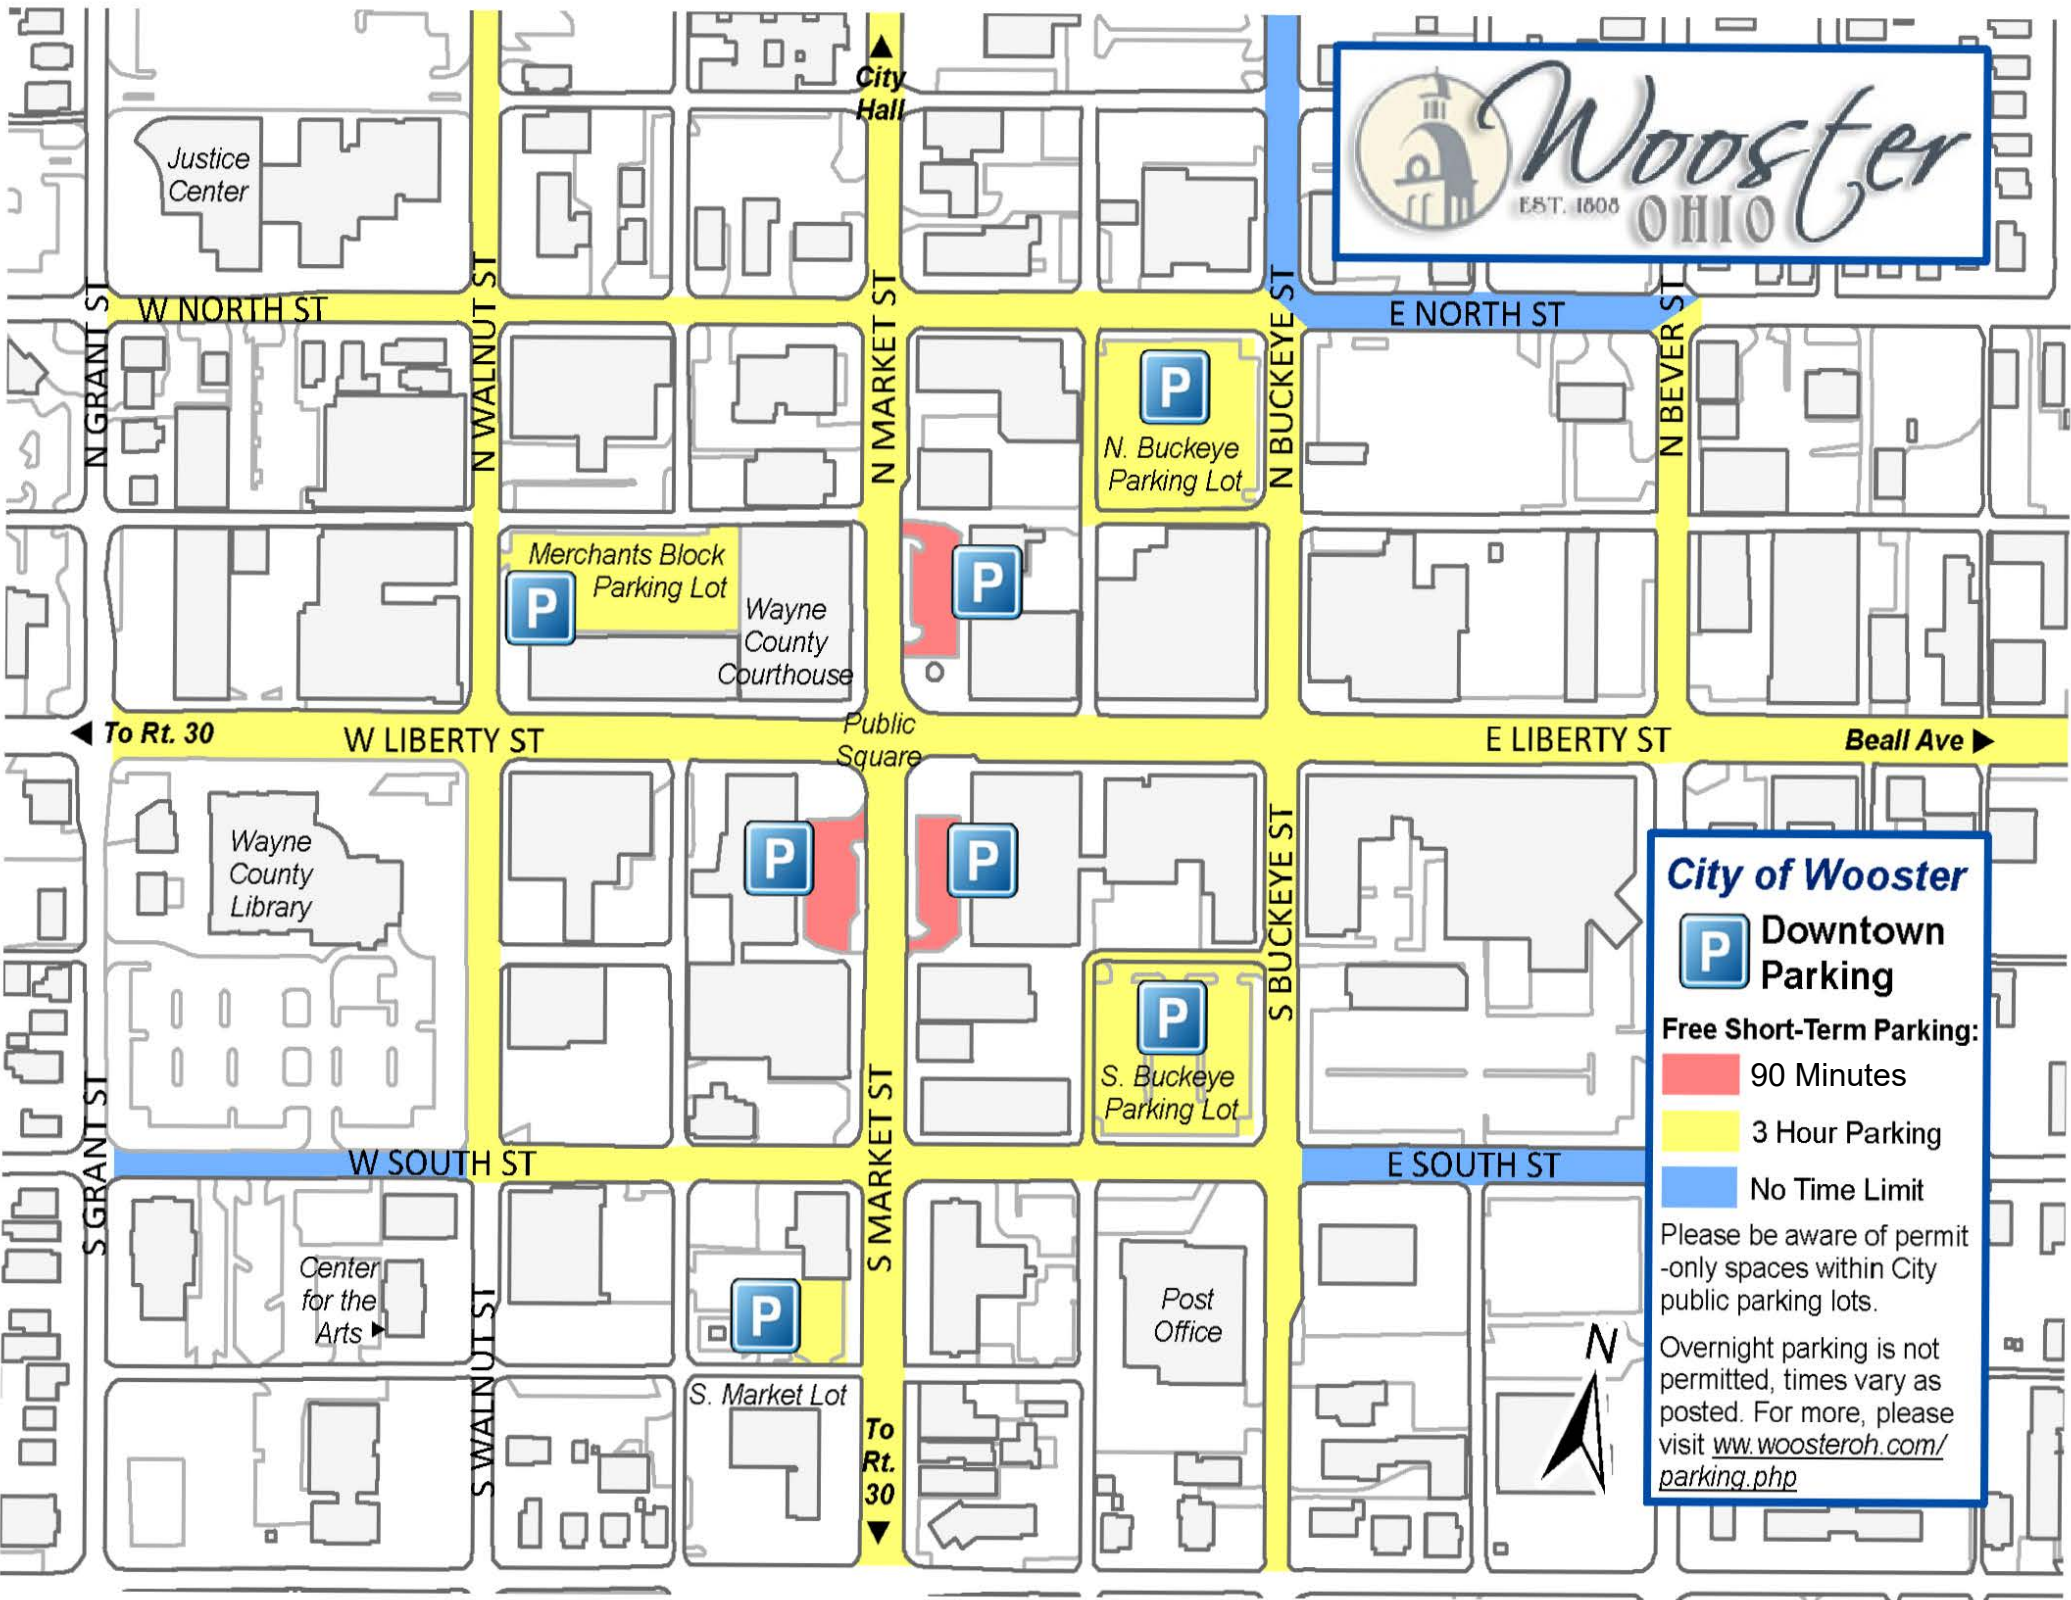 City
Hall
Wooster
EST. 1808 OHIO
Justice
Center
N GRANT ST
W NORTH ST
N WALNUT ST
N MARKET ST
N BUCKEYE ST
E NORTH ST
N BEVER ST
P
N. Buckeye
Parking Lot
Merchants Block
Parking Lot
P
Wayne
County
Courthouse
P
To Rt. 30
W LIBERTY ST
Public
Square
E LIBERTY ST
Beall Ave
Wayne
County
Library
P
P
S BUCKEYE ST
P
S. Buckeye
Parking Lot
S GRANT ST
W SOUTH ST
S MARKET ST
E SOUTH ST
Center
for the
Arts
S WALNUT ST
P
S. Market Lot
Post
Office
To
Rt.
30
N
City of Wooster
P
Downtown
Parking
Free Short-Term Parking:
90 Minutes
3 Hour Parking
No Time Limit
Please be aware of permit
-only spaces within City
public parking lots.
Overnight parking is not
permitted, times vary as
posted. For more, please
visit ww.woosteroh.com/
parking.php